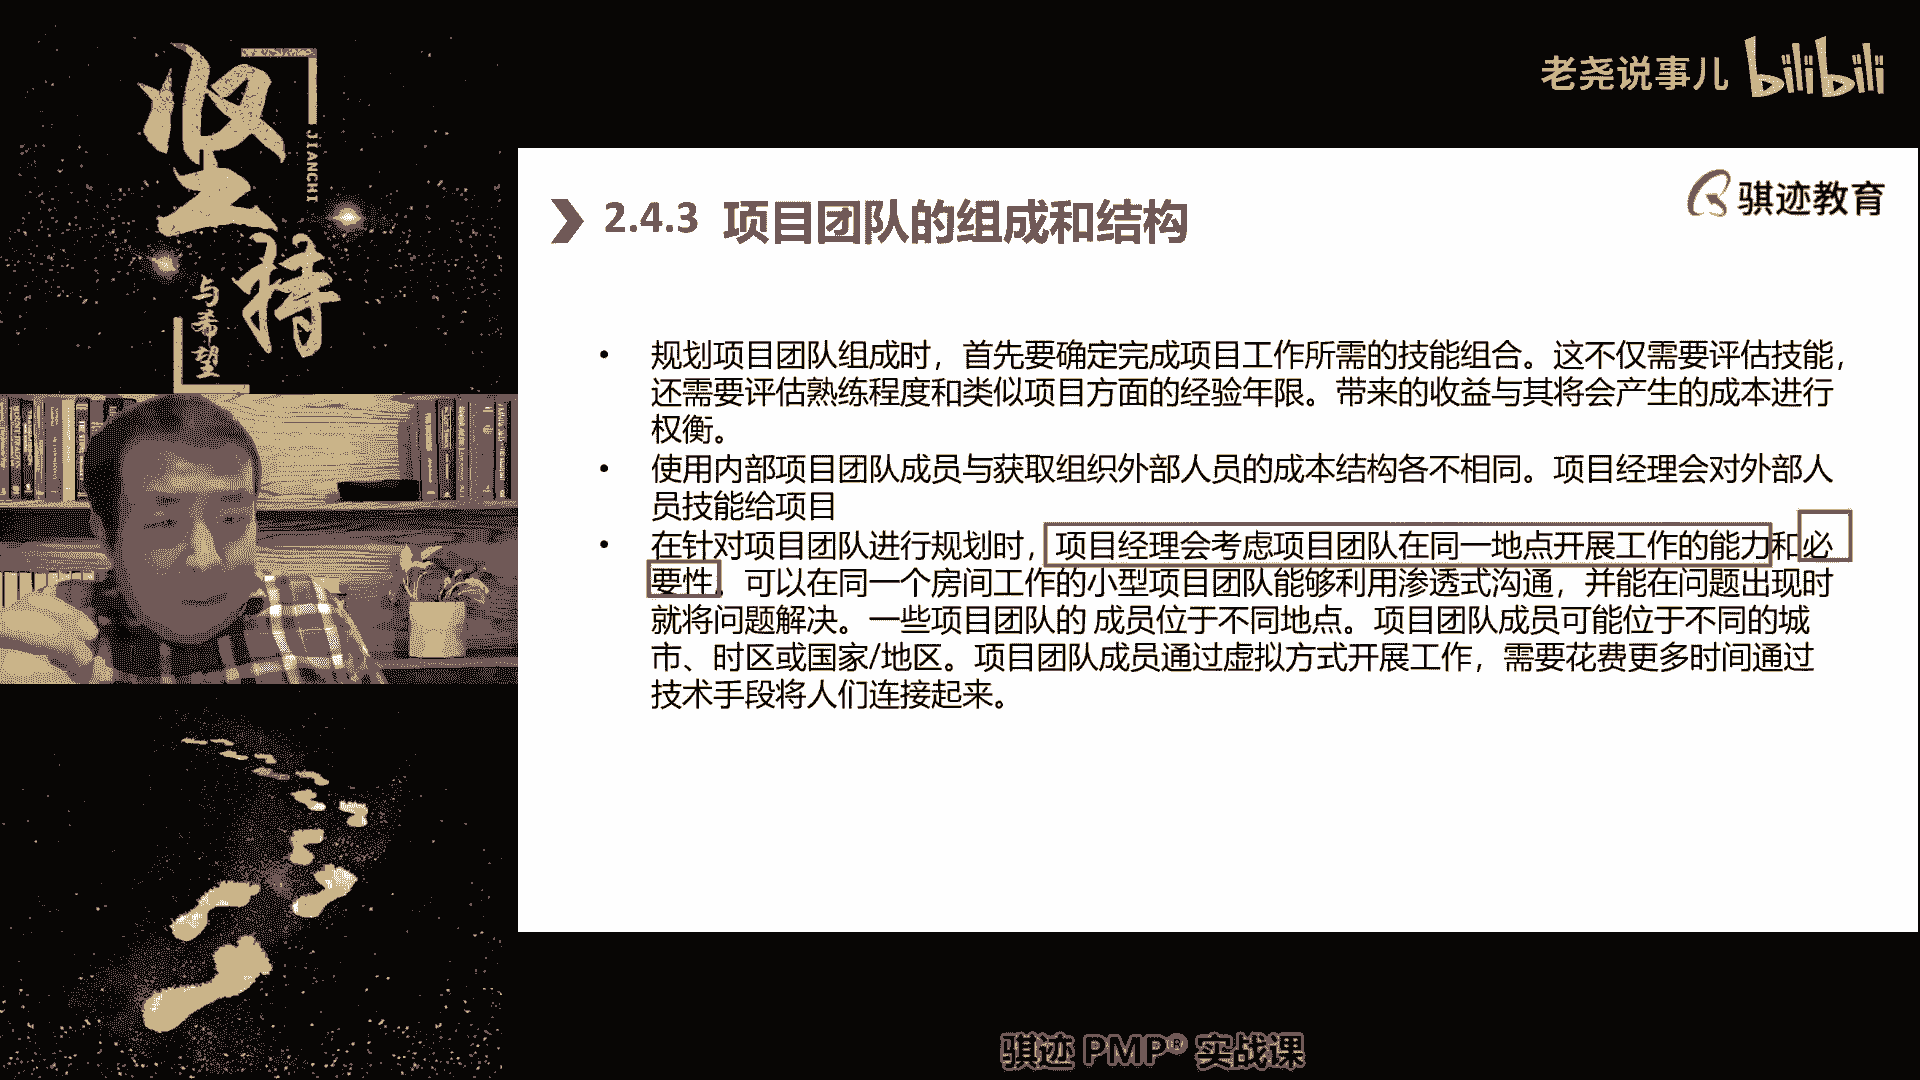 坚持
JIANCHI
与希望
老尧说事儿 bilibili
骐迹教育
2.4.3 项目团队的组成和结构
• 规划项目团队组成时，首先要确定完成项目工作所需的技能组合。这不仅需要评估技能，
还需要评估熟练程度和类似项目方面的经验年限。带来的收益与其将会产生的成本进行
权衡。
• 使用内部项目团队成员与获取组织外部人员的成本结构各不相同。项目经理会对外部人
员技能给项目
• 在针对项目团队进行规划时，项目经理会考虑项目团队在同一地点开展工作的能力和必
要性。可以在同一个房间工作的小型项目团队能够利用渗透式沟通，并能在问题出现时
就将问题解决。一些项目团队的 成员位于不同地点。项目团队成员可能位于不同的城
市、时区或国家/地区。项目团队成员通过虚拟方式开展工作，需要花费更多时间通过
技术手段将人们连接起来。
骐迹 PMP® 实战课